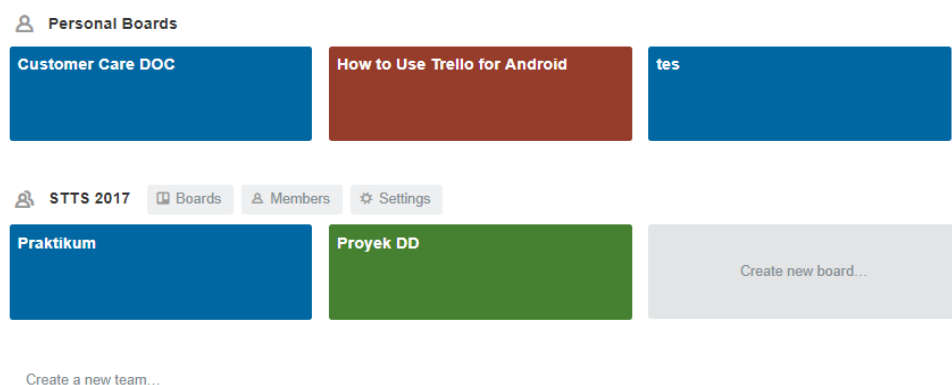 Personal Boards
Customer Care DOC
How to Use Trello for Android
tes
STTS 2017
Boards
Members
Settings
Praktikum
Proyek DD
Create new board...
Create a new team...